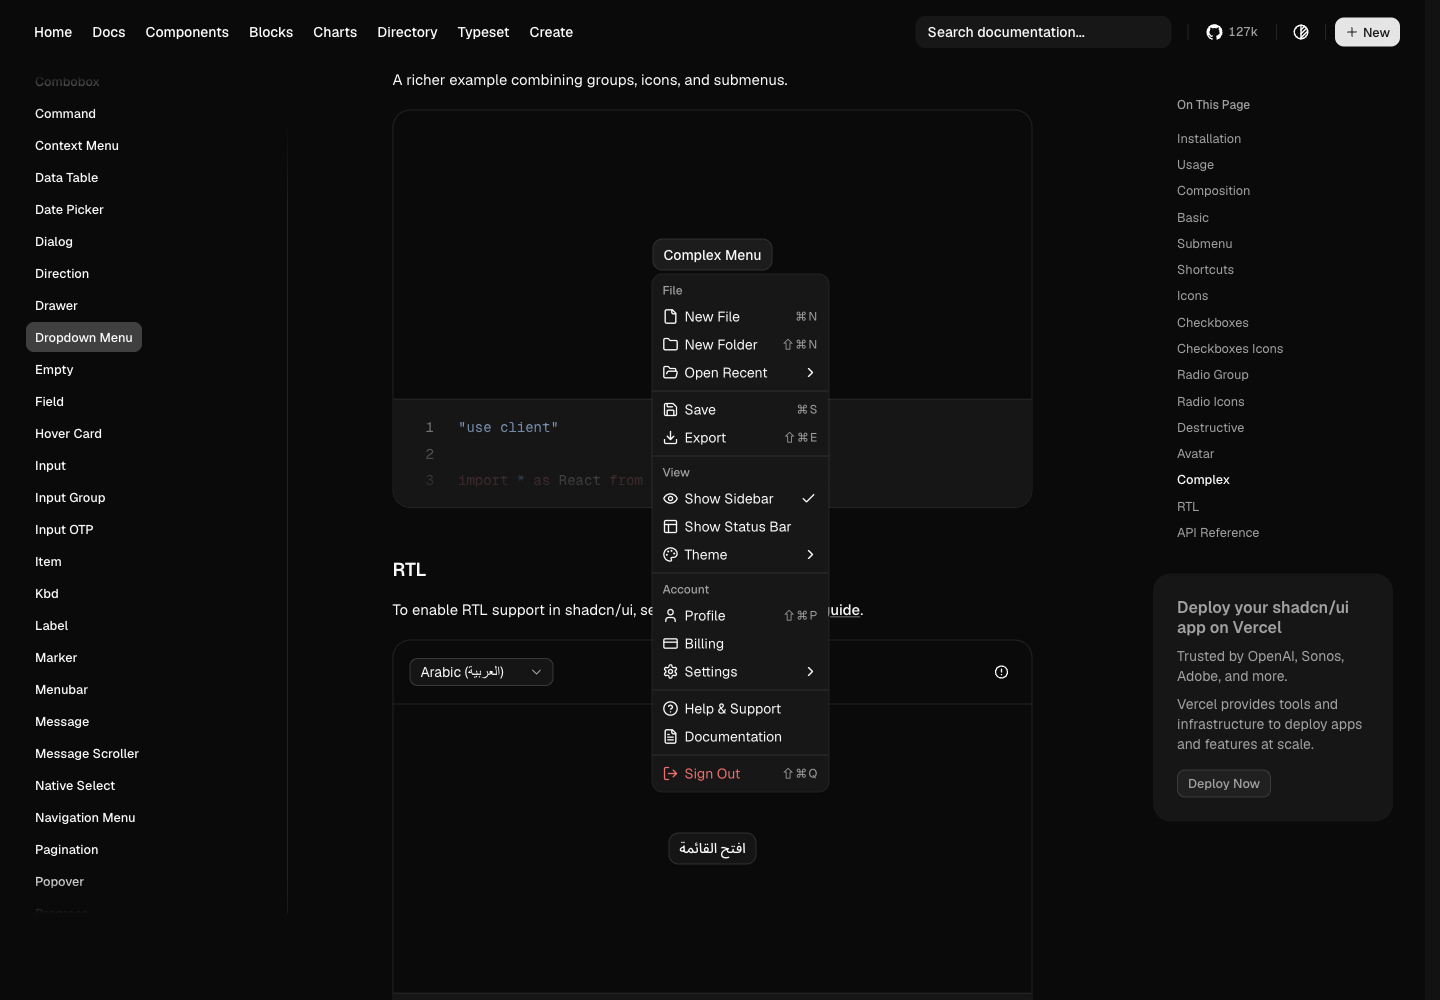 Home Docs Components Blocks Charts Directory Typeset Create
Search documentation...
127k
New
Combobox
Command
Context Menu
Data Table
Date Picker
Dialog
Direction
Drawer
Dropdown Menu
Empty
Field
Hover Card
Input
Input Group
Input OTP
Item
Kbd
Label
Marker
Menubar
Message
Message Scroller
Native Select
Navigation Menu
Pagination
Popover
A richer example combining groups, icons, and submenus.
Complex Menu
File
New File ⌘N
New Folder ⇧⌘N
Open Recent
Save ⌘S
Export ⇧⌘E
View
Show Sidebar
Show Status Bar
Theme
Account
Profile ⇧⌘P
Billing
Settings
Help & Support
Documentation
Sign Out ⇧⌘Q
1 "use client"
2
3 import * as React from
RTL
To enable RTL support in shadcn/ui, guide.
Arabic (العربية)
افتح القائمة
On This Page
Installation
Usage
Composition
Basic
Submenu
Shortcuts
Icons
Checkboxes
Checkboxes Icons
Radio Group
Radio Icons
Destructive
Avatar
Complex
RTL
API Reference
Deploy your shadcn/ui
app on Vercel
Trusted by OpenAI, Sonos,
Adobe, and more.
Vercel provides tools and
infrastructure to deploy apps
and features at scale.
Deploy Now